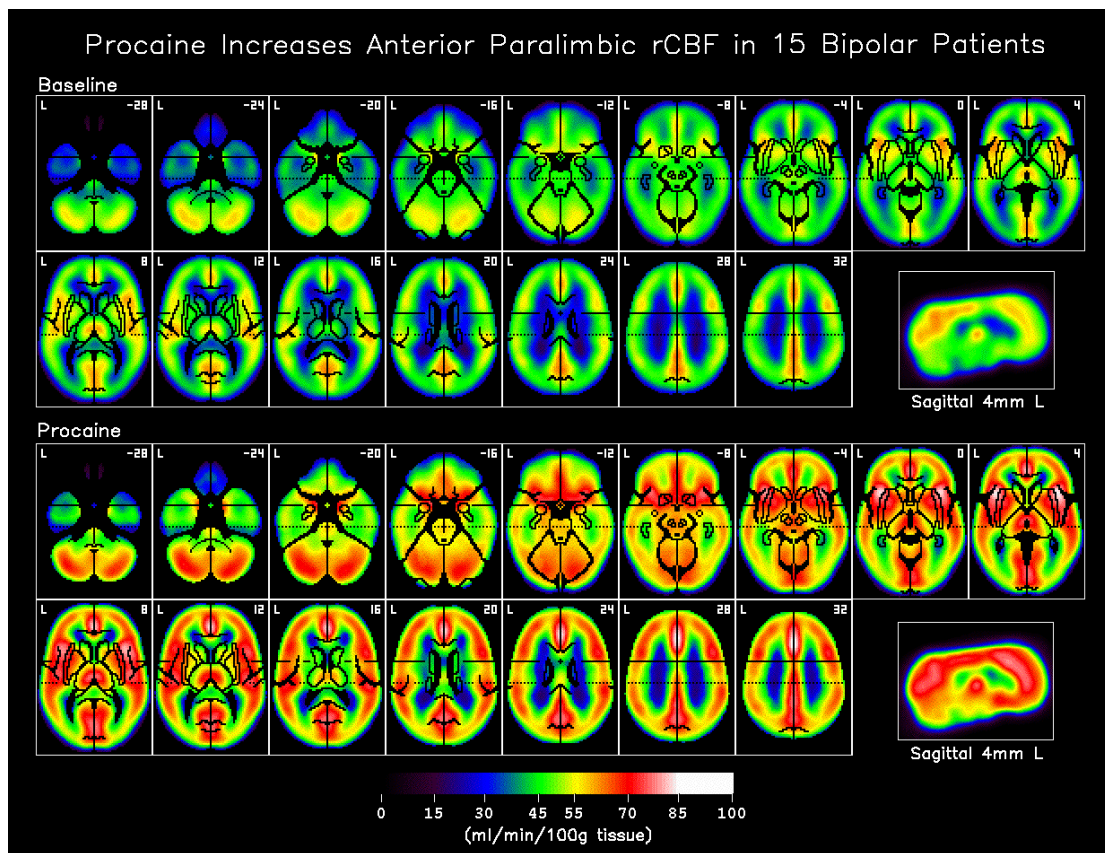 Procaine Increases Anterior Paralimbic rCBF in 15 Bipolar Patients
Baseline
L -28 L -24 L -20 L -16 L -12 L -8 L -4 L 0 L 4
L 8 L 12 L 16 L 20 L 24 L 28 L 32
Sagittal 4mm L
Procaine
L -28 L -24 L -20 L -16 L -12 L -8 L -4 L 0 L 4
L 8 L 12 L 16 L 20 L 24 L 28 L 32
Sagittal 4mm L
0 15 30 45 55 70 85 100
(ml/min/100g tissue)